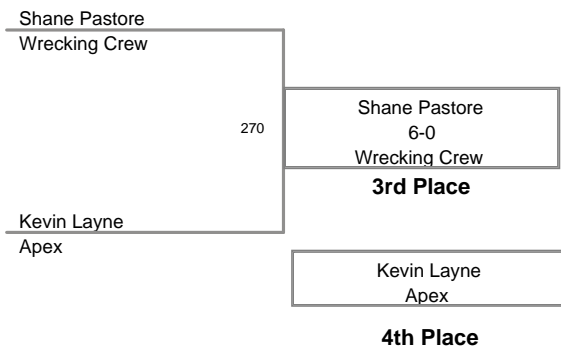 Shane Pastore
Wrecking Crew
270
Shane Pastore
6-0
Wrecking Crew
3rd Place
Kevin Layne
Apex
Kevin Layne
Apex
4th Place